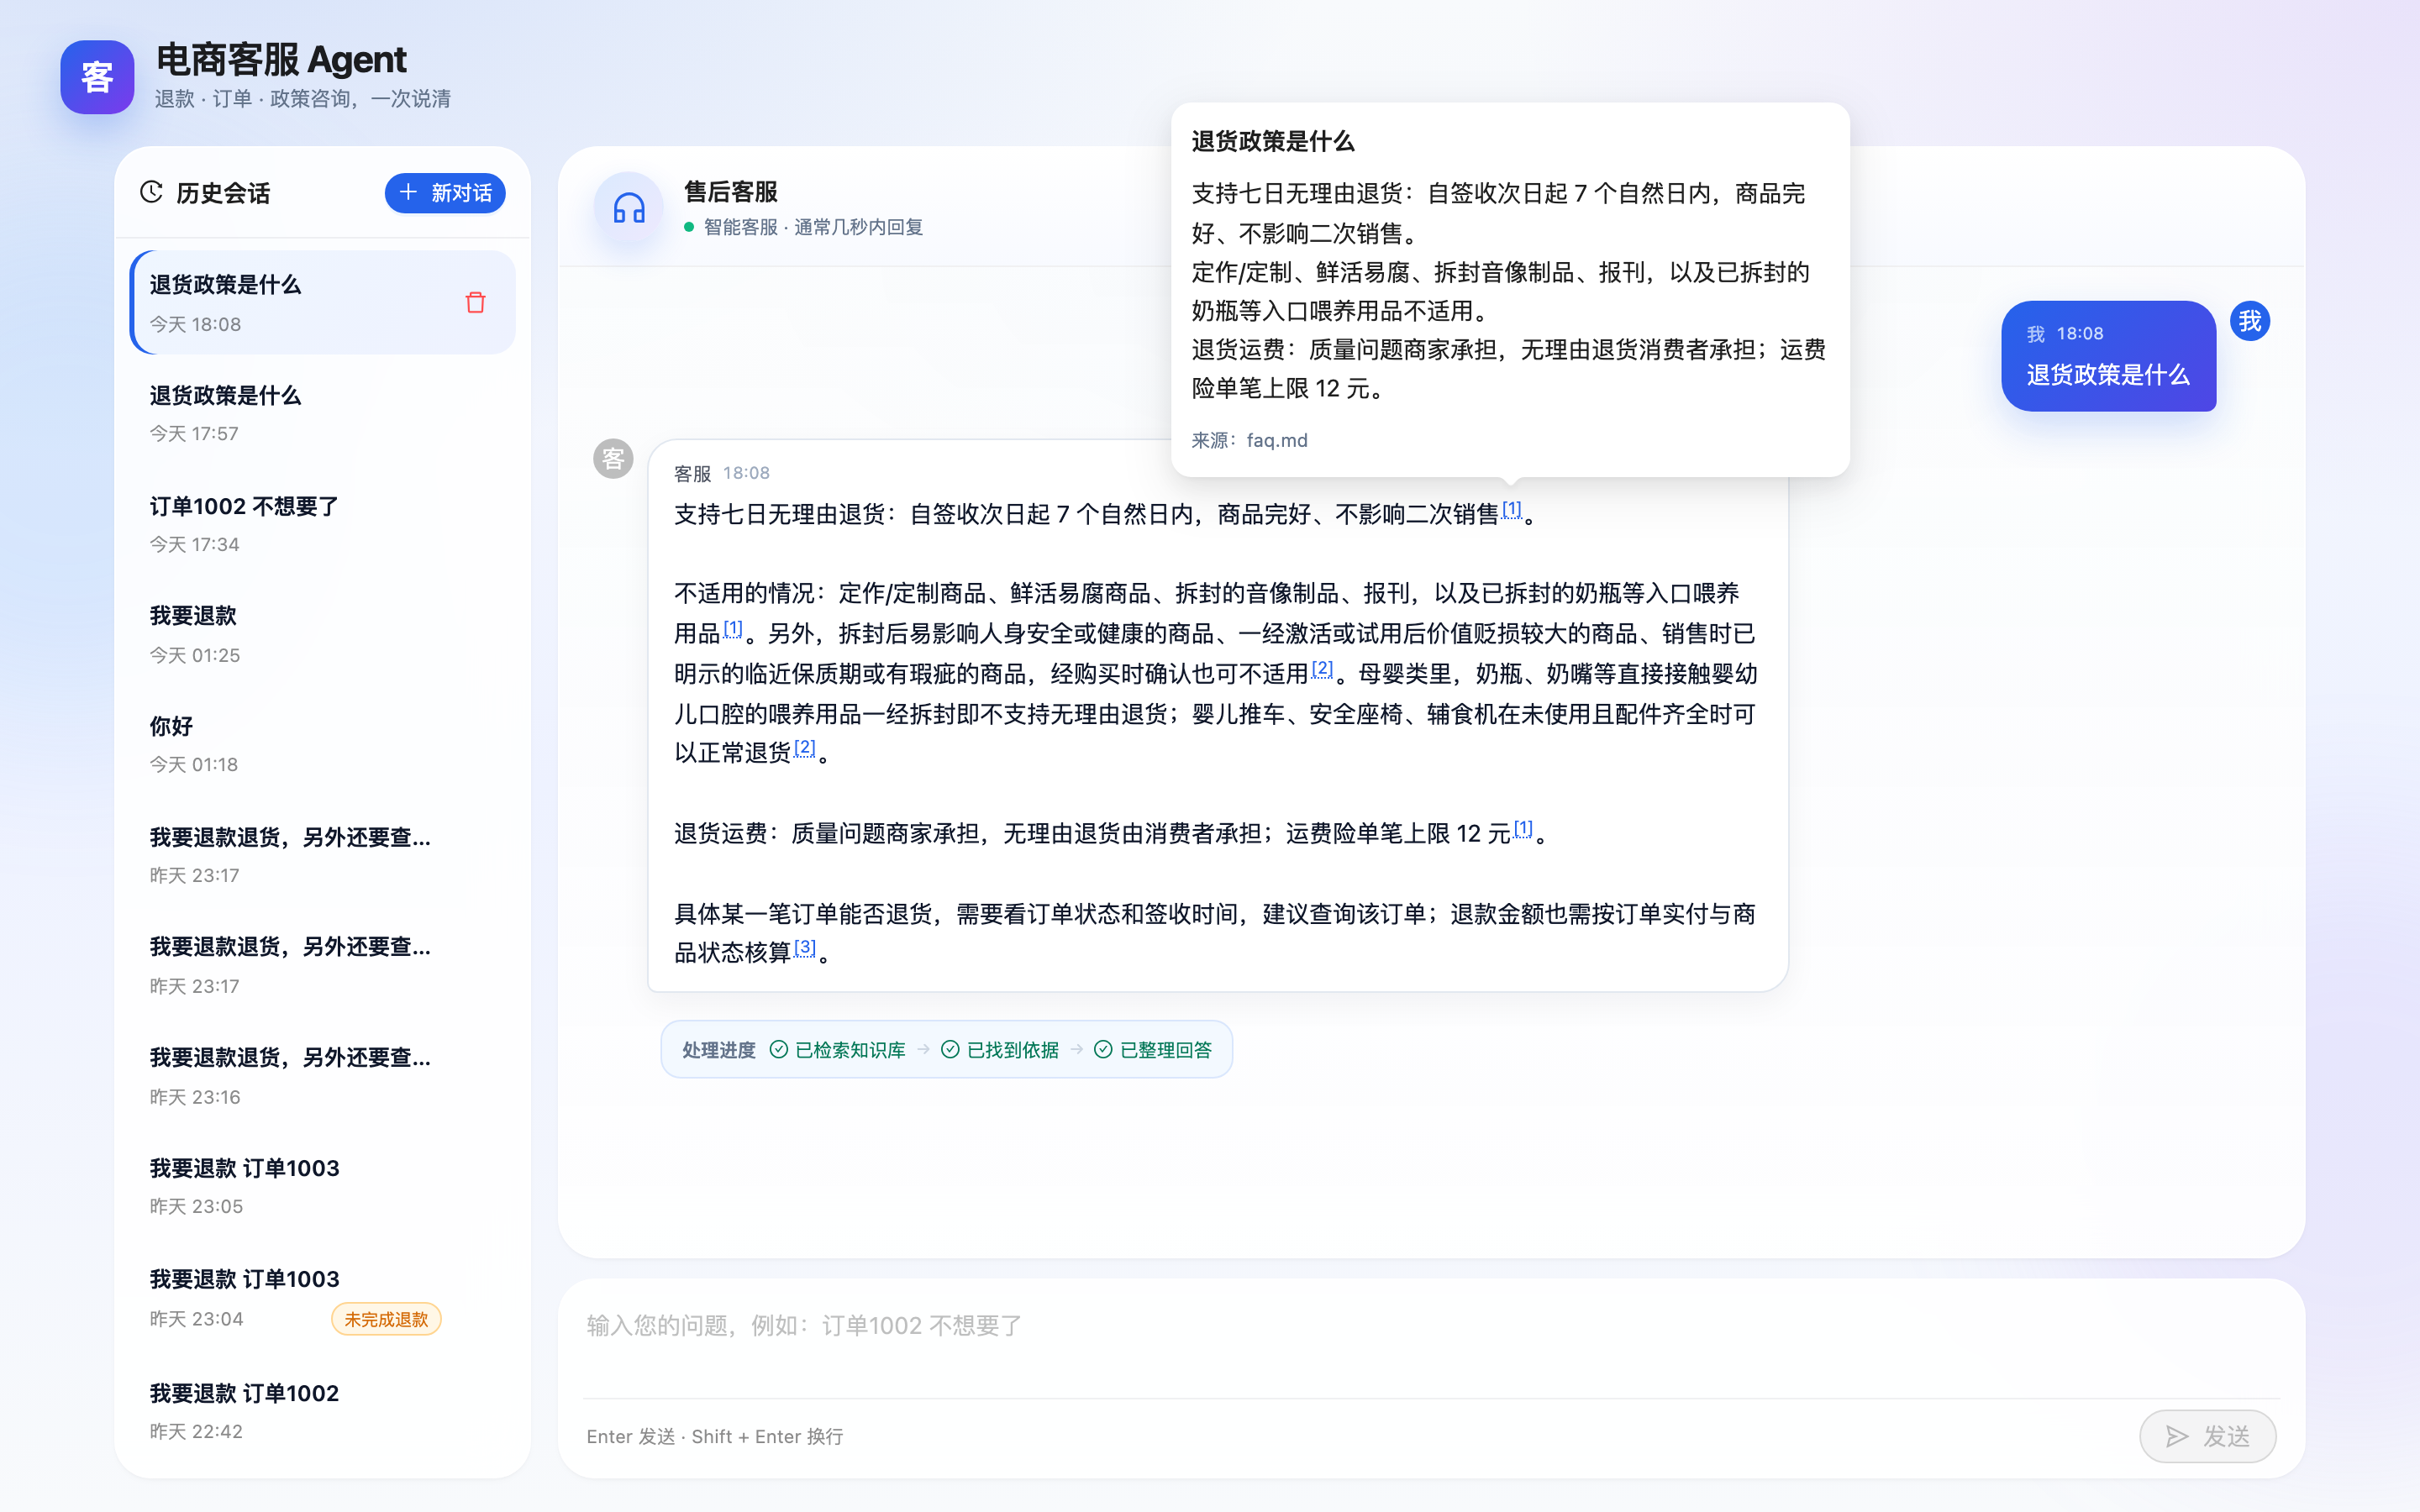 客
电商客服 Agent
退款 · 订单 · 政策咨询，一次说清
历史会话
＋ 新对话
退货政策是什么
今天 18:08
退货政策是什么
今天 17:57
订单1002 不想要了
今天 17:34
我要退款
今天 01:25
你好
今天 01:18
我要退款退货，另外还要查...
昨天 23:17
我要退款退货，另外还要查...
昨天 23:17
我要退款退货，另外还要查...
昨天 23:16
我要退款 订单1003
昨天 23:05
我要退款 订单1003
昨天 23:04
未完成退款
我要退款 订单1002
昨天 22:42
售后客服
智能客服 · 通常几秒内回复
退货政策是什么
支持七日无理由退货：自签收次日起 7 个自然日内，商品完
好、不影响二次销售。
定作/定制、鲜活易腐、拆封音像制品、报刊，以及已拆封的
奶瓶等入口喂养用品不适用。
退货运费：质量问题商家承担，无理由退货消费者承担；运费
险单笔上限 12 元。
来源：faq.md
我 18:08
退货政策是什么
我
客
客服 18:08
支持七日无理由退货：自签收次日起 7 个自然日内，商品完好、不影响二次销售[1]。
不适用的情况：定作/定制商品、鲜活易腐商品、拆封的音像制品、报刊，以及已拆封的奶瓶等入口喂养
用品[1]。另外，拆封后易影响人身安全或健康的商品、一经激活或试用后价值贬损较大的商品、销售时已
明示的临近保质期或有瑕疵的商品，经购买时确认也可不适用[2]。母婴类里，奶瓶、奶嘴等直接接触婴幼
儿口腔的喂养用品一经拆封即不支持无理由退货；婴儿推车、安全座椅、辅食机在未使用且配件齐全时可
以正常退货[2]。
退货运费：质量问题商家承担，无理由退货由消费者承担；运费险单笔上限 12 元[1]。
具体某一笔订单能否退货，需要看订单状态和签收时间，建议查询该订单；退款金额也需按订单实付与商
品状态核算[3]。
处理进度 已检索知识库 → 已找到依据 → 已整理回答
输入您的问题，例如：订单1002 不想要了
Enter 发送 · Shift + Enter 换行
发送